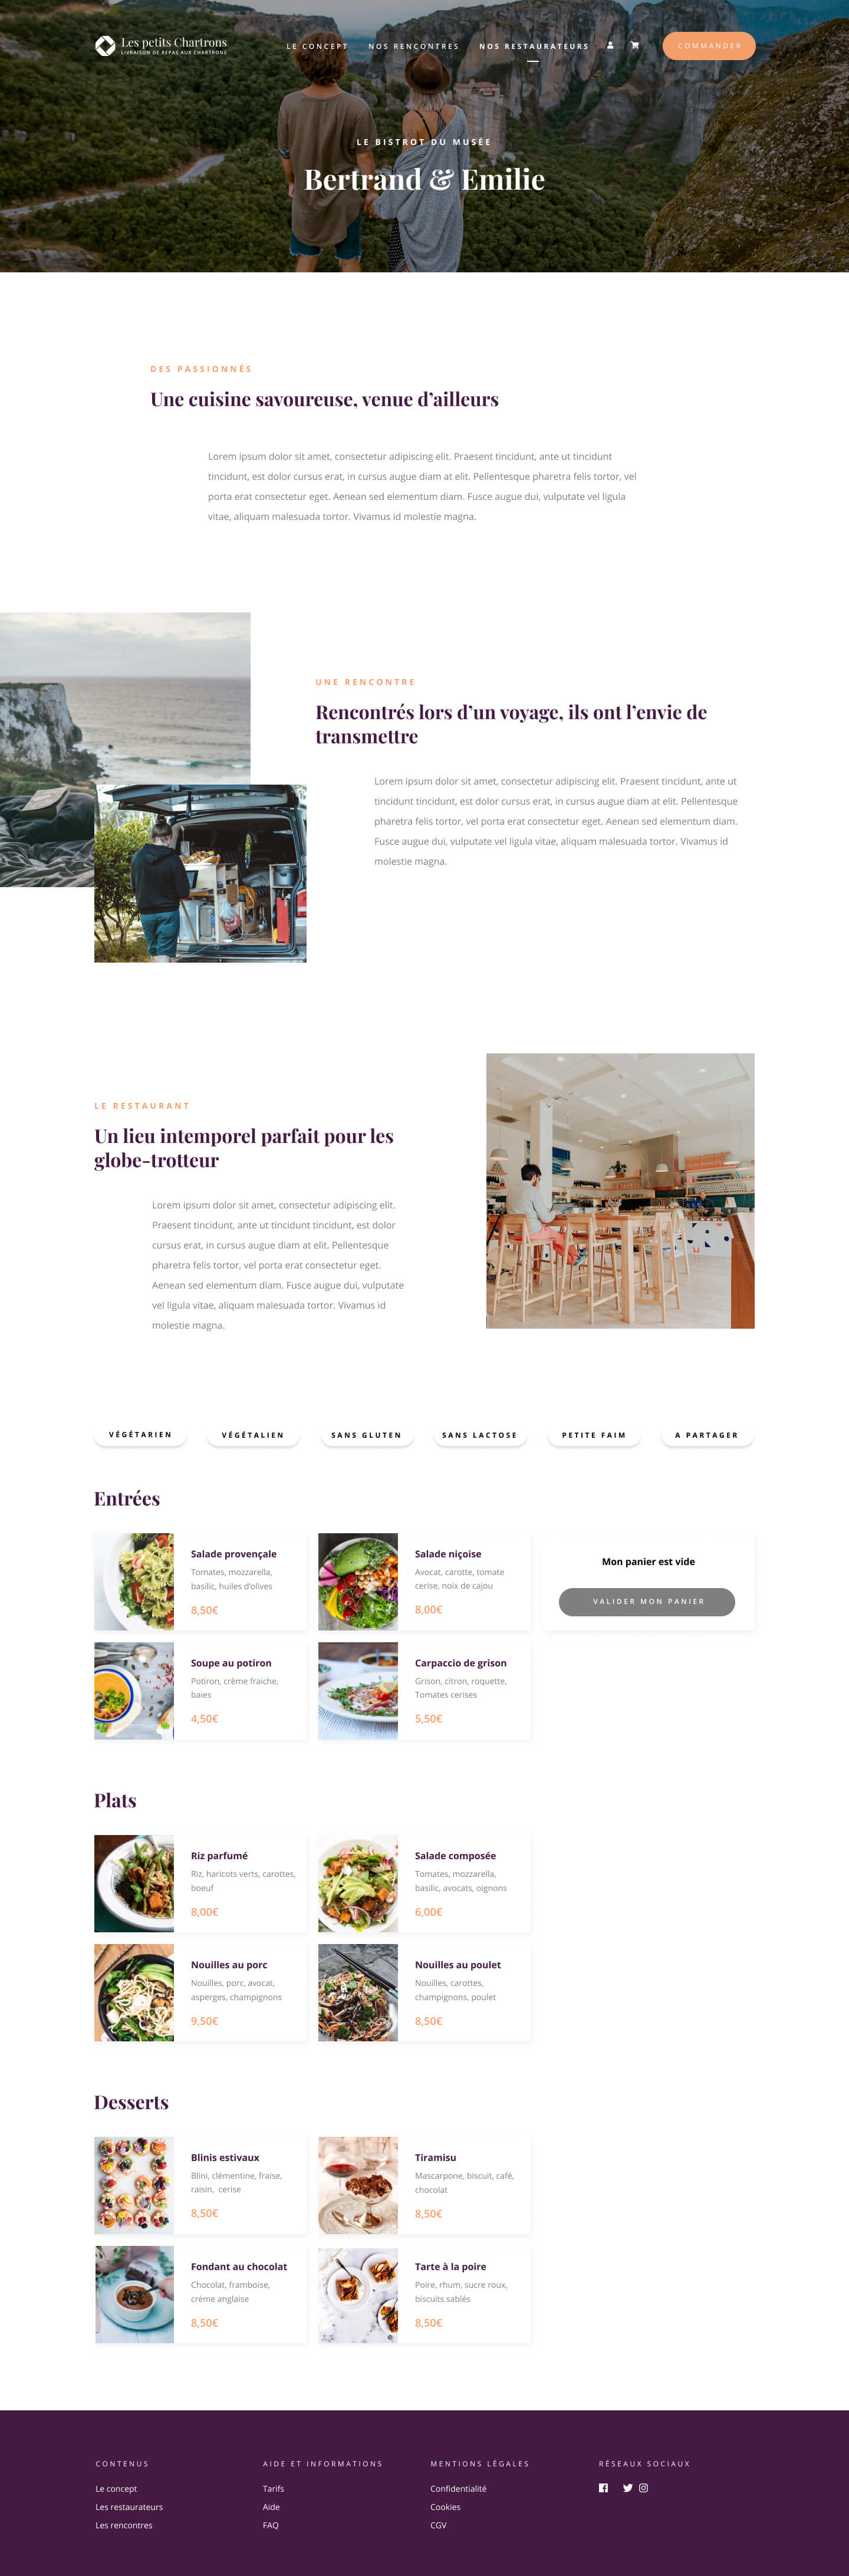 Les petits Chartrons
LIVRAISON DE REPAS AUX CHARTRONS
LE CONCEPT
NOS RENCONTRES
NOS RESTAURATEURS
COMMANDER
LE BISTROT DU MUSÉE
Bertrand & Emilie
DES PASSIONNÉS
Une cuisine savoureuse, venue d’ailleurs
Lorem ipsum dolor sit amet, consectetur adipiscing elit. Praesent tincidunt, ante ut tincidunt
tincidunt, est dolor cursus erat, in cursus augue diam at elit. Pellentesque pharetra felis tortor, vel
porta erat consectetur eget. Aenean sed elementum diam. Fusce augue dui, vulputate vel ligula
vitae, aliquam malesuada tortor. Vivamus id molestie magna.
UNE RENCONTRE
Rencontrés lors d’un voyage, ils ont l’envie de
transmettre
Lorem ipsum dolor sit amet, consectetur adipiscing elit. Praesent tincidunt, ante ut
tincidunt tincidunt, est dolor cursus erat, in cursus augue diam at elit. Pellentesque
pharetra felis tortor, vel porta erat consectetur eget. Aenean sed elementum diam.
Fusce augue dui, vulputate vel ligula vitae, aliquam malesuada tortor. Vivamus id
molestie magna.
LE RESTAURANT
Un lieu intemporel parfait pour les
globe-trotteur
Lorem ipsum dolor sit amet, consectetur adipiscing elit.
Praesent tincidunt, ante ut tincidunt tincidunt, est dolor
cursus erat, in cursus augue diam at elit. Pellentesque
pharetra felis tortor, vel porta erat consectetur eget.
Aenean sed elementum diam. Fusce augue dui, vulputate
vel ligula vitae, aliquam malesuada tortor. Vivamus id
molestie magna.
VÉGÉTARIEN
VÉGÉTALIEN
SANS GLUTEN
SANS LACTOSE
PETITE FAIM
A PARTAGER
Entrées
Salade provençale
Tomates, mozzarella,
basilic, huiles d’olives
8,50€
Salade niçoise
Avocat, carotte, tomate
cerise, noix de cajou
8,00€
Mon panier est vide
VALIDER MON PANIER
Soupe au potiron
Potiron, crème fraiche,
baies
4,50€
Carpaccio de grison
Grison, citron, roquette,
Tomates cerises
5,50€
Plats
Riz parfumé
Riz, haricots verts, carottes,
boeuf
8,00€
Salade composée
Tomates, mozzarella,
basilic, avocats, oignons
6,00€
Nouilles au porc
Nouilles, porc, avocat,
asperges, champignons
9,50€
Nouilles au poulet
Nouilles, carottes,
champignons, poulet
8,50€
Desserts
Blinis estivaux
Blini, clémentine, fraise,
raisin, cerise
8,50€
Tiramisu
Mascarpone, biscuit, café,
chocolat
8,50€
Fondant au chocolat
Chocolat, framboise,
crème anglaise
8,50€
Tarte à la poire
Poire, rhum, sucre roux,
biscuits sablés
8,50€
CONTENUS
Le concept
Les restaurateurs
Les rencontres
AIDE ET INFORMATIONS
Tarifs
Aide
FAQ
MENTIONS LÉGALES
Confidentialité
Cookies
CGV
RÉSEAUX SOCIAUX